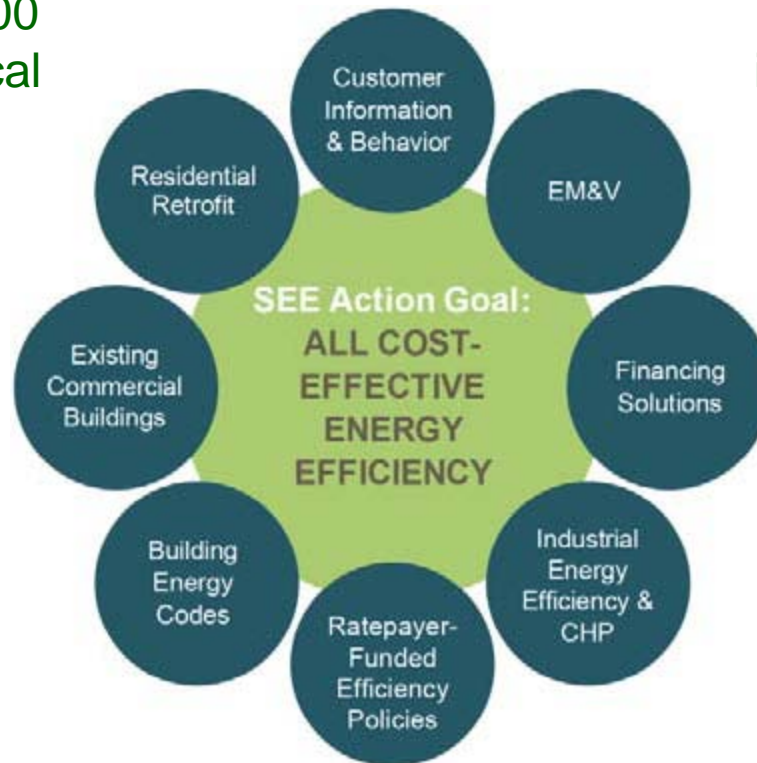 Customer
Information
& Behavior
EM&V
Financing
Solutions
Industrial
Energy
Efficiency &
CHP
Ratepayer-
Funded
Efficiency
Policies
Building
Energy
Codes
Existing
Commercial
Buildings
Residential
Retrofit
SEE Action Goal:
ALL COST-
EFFECTIVE
ENERGY
EFFICIENCY